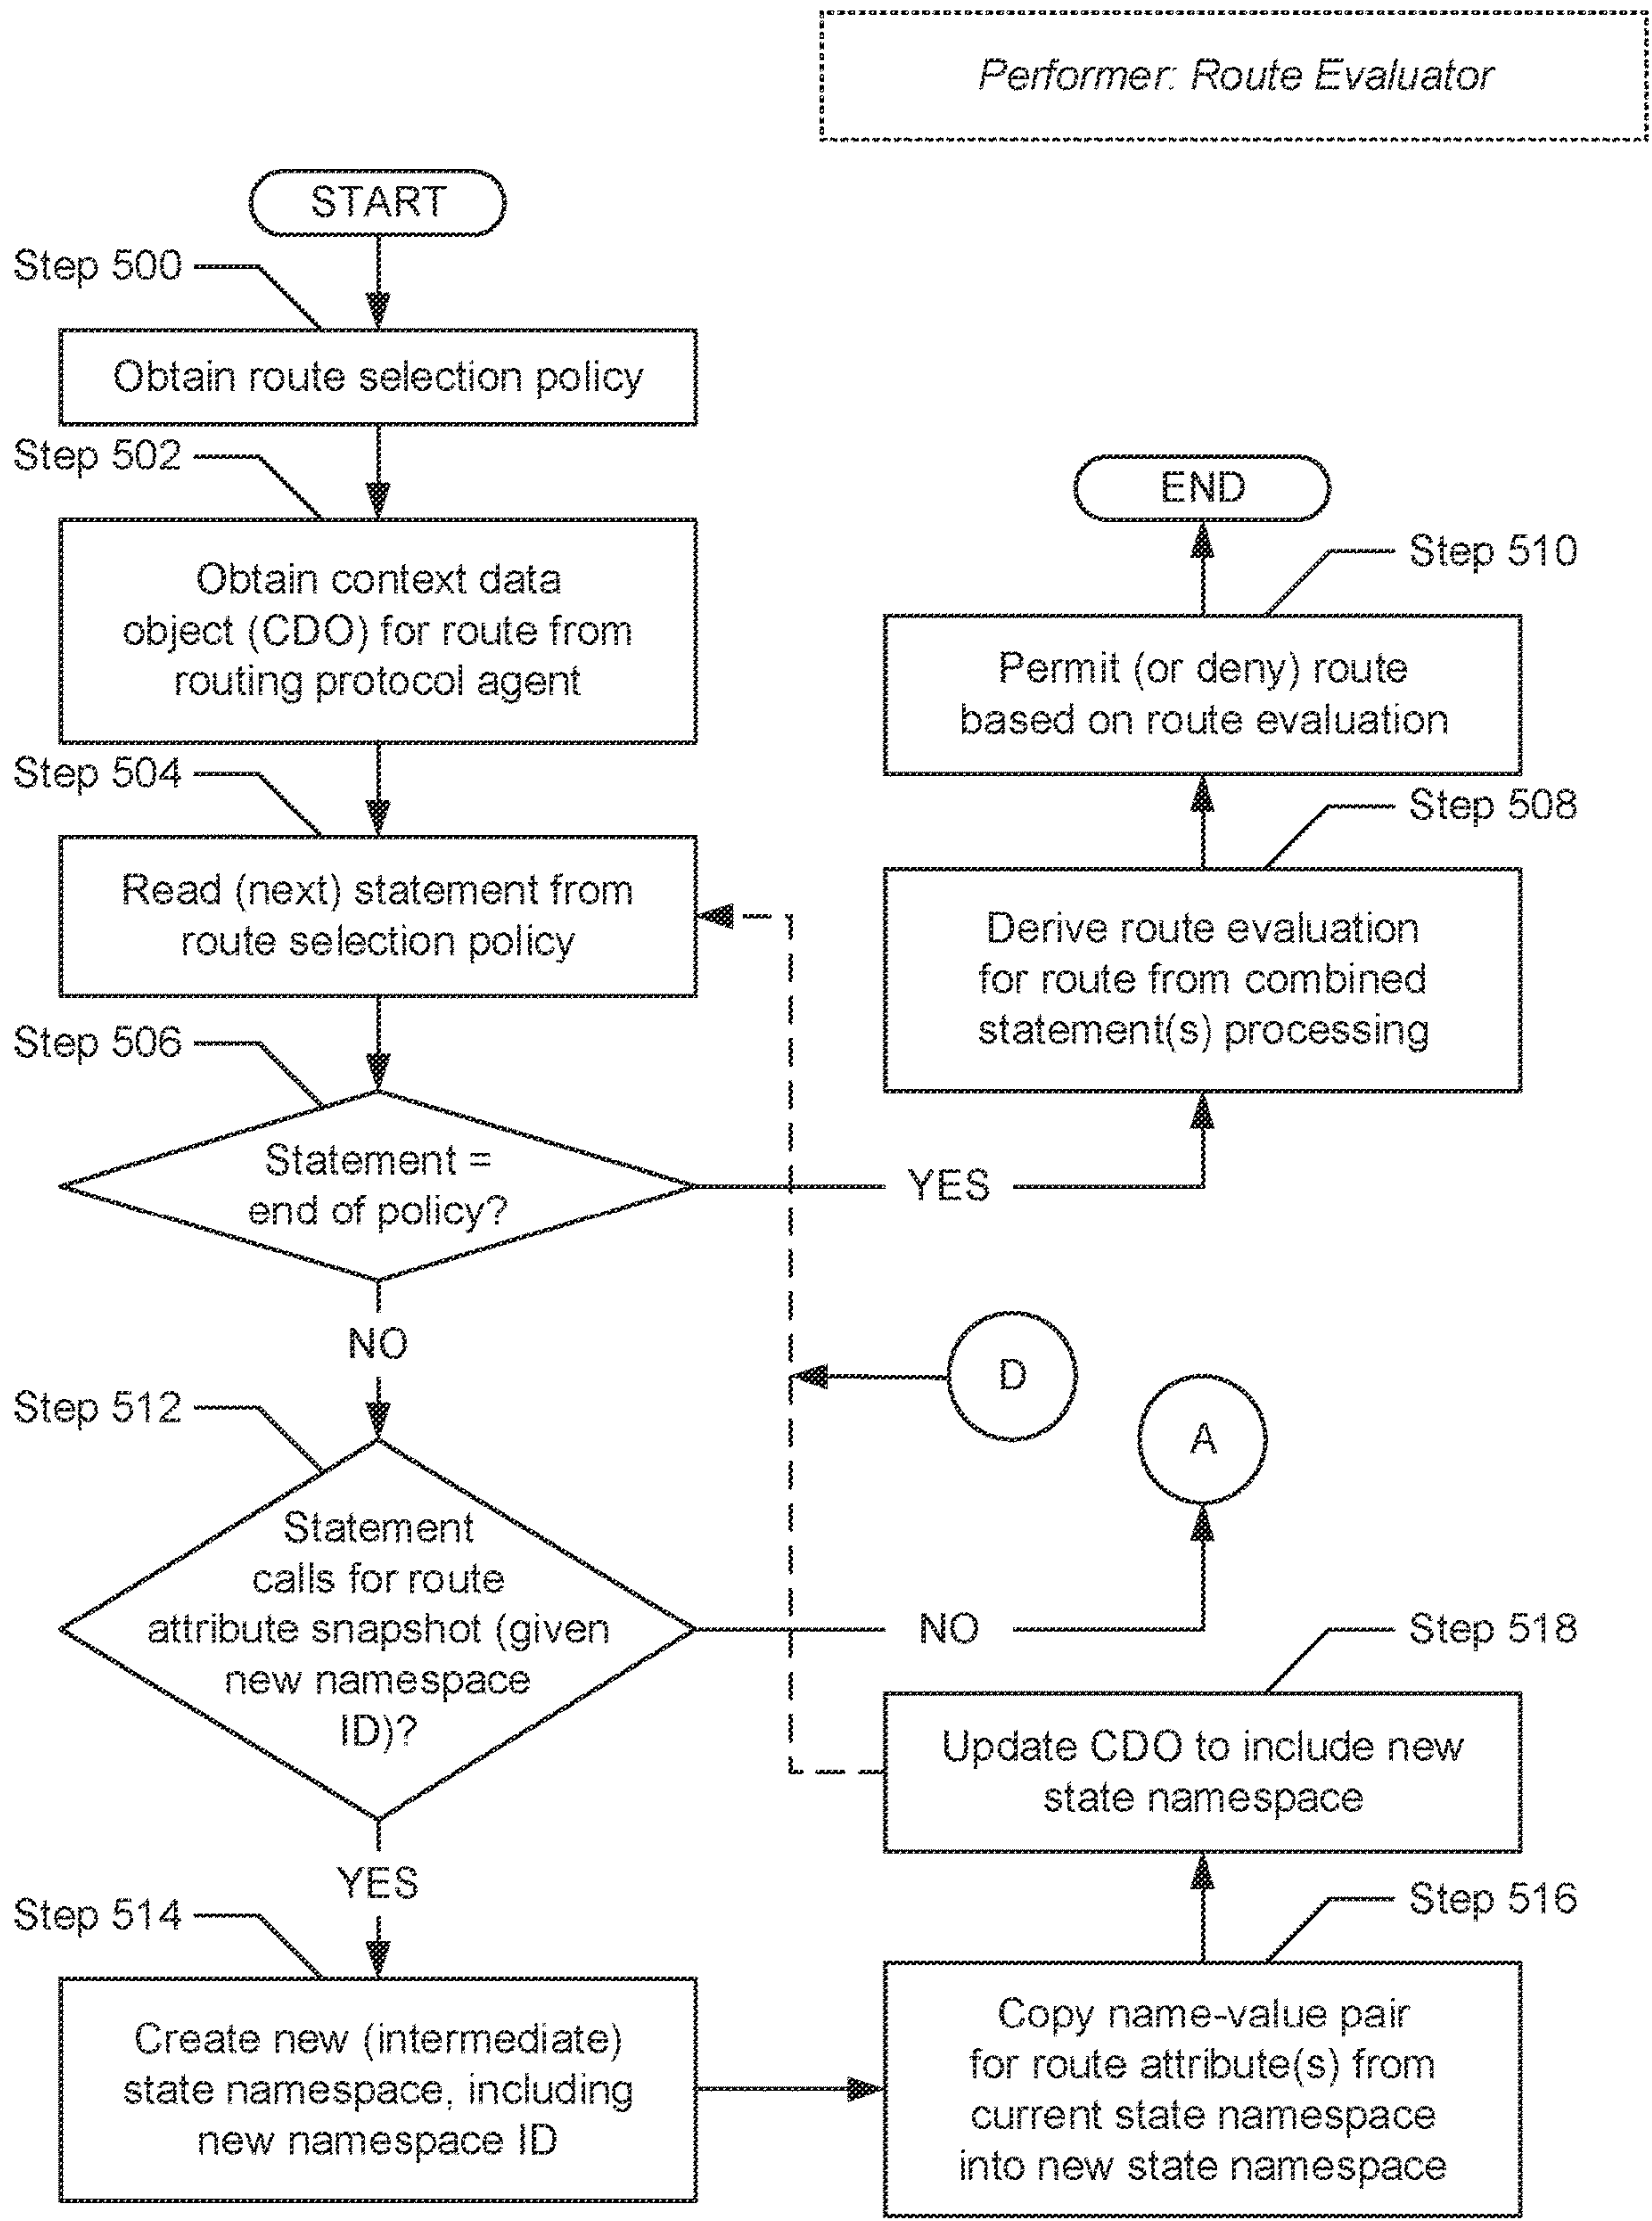 Performer: Route Evaluator
START
Step 500
Obtain route selection policy
Step 502
Obtain context data
object (CDO) for route from
routing protocol agent
Step 504
Read (next) statement from
route selection policy
Step 506
Statement =
end of policy?
YES
NO
END
Step 510
Permit (or deny) route
based on route evaluation
Step 508
Derive route evaluation
for route from combined
statement(s) processing
D
A
Step 512
Statement
calls for route
attribute snapshot (given
new namespace
ID)?
NO
YES
Step 514
Create new (intermediate)
state namespace, including
new namespace ID
Step 518
Update CDO to include new
state namespace
Step 516
Copy name-value pair
for route attribute(s) from
current state namespace
into new state namespace